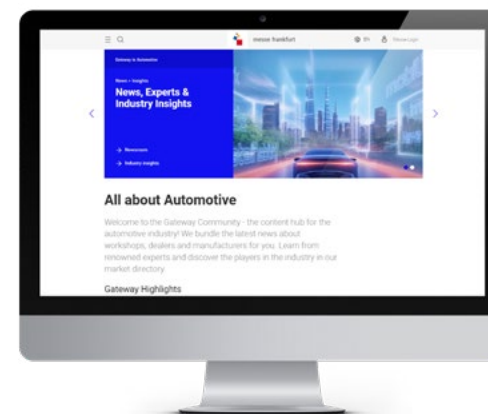 messe frankfurt
EN
Gateway to Automotive
News + Insights
News, Experts &
Industry Insights
→ Newsroom
→ Industry Insights
All about Automotive
Welcome to the Gateway Community - the content hub for the
automotive industry! We bundle the latest news about
workshops, dealers and manufacturers for you. Learn from
renowned experts and discover the players in the industry in our
market directory.
Gateway Highlights